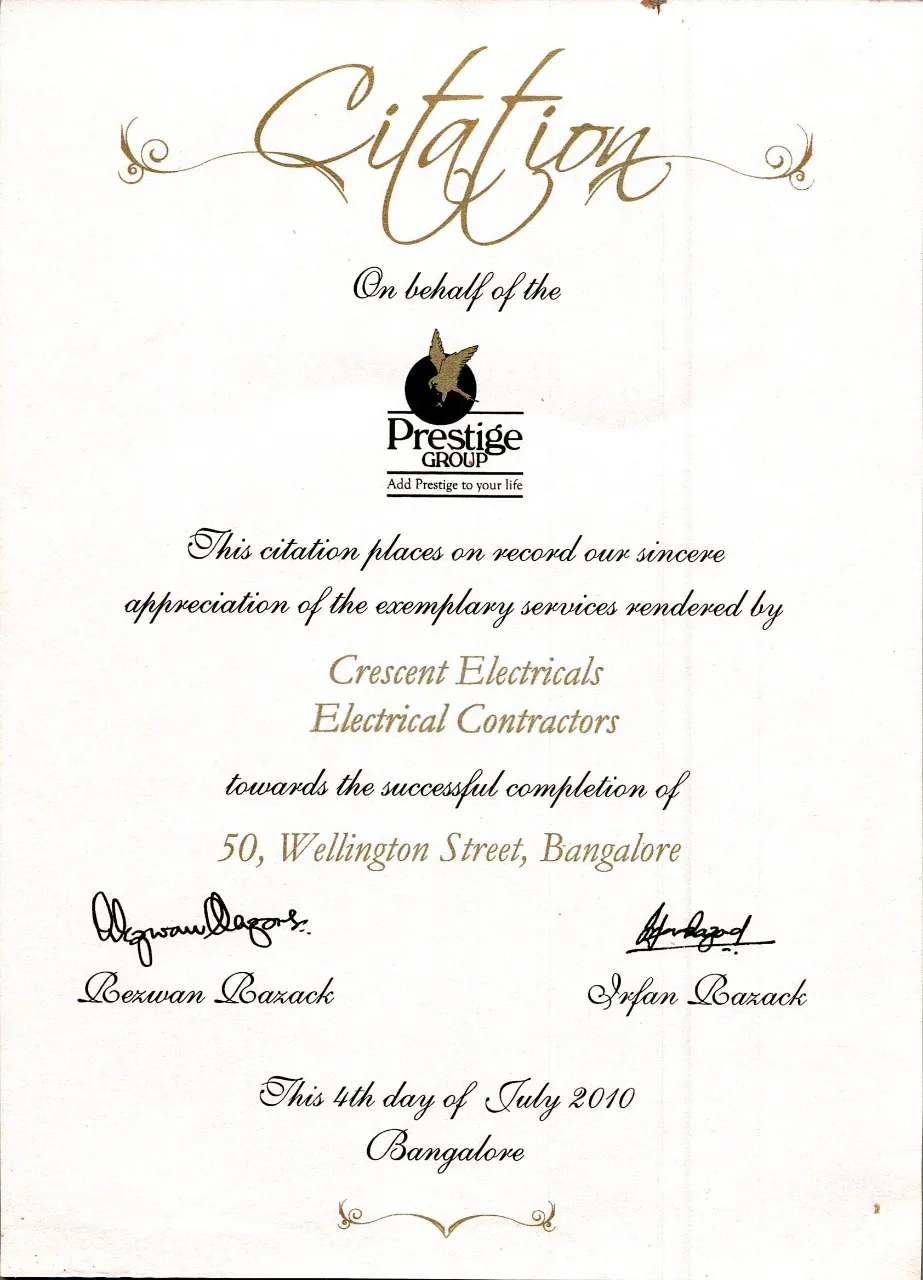 Citation
On behalf of the
Prestige
GROUP
Add Prestige to your life
This citation places on record our sincere
appreciation of the exemplary services rendered by
Crescent Electricals
Electrical Contractors
towards the successful completion of
50, Wellington Street, Bangalore
Rezwan Razack
Irfan Razack
This 4th day of July 2010
Bangalore